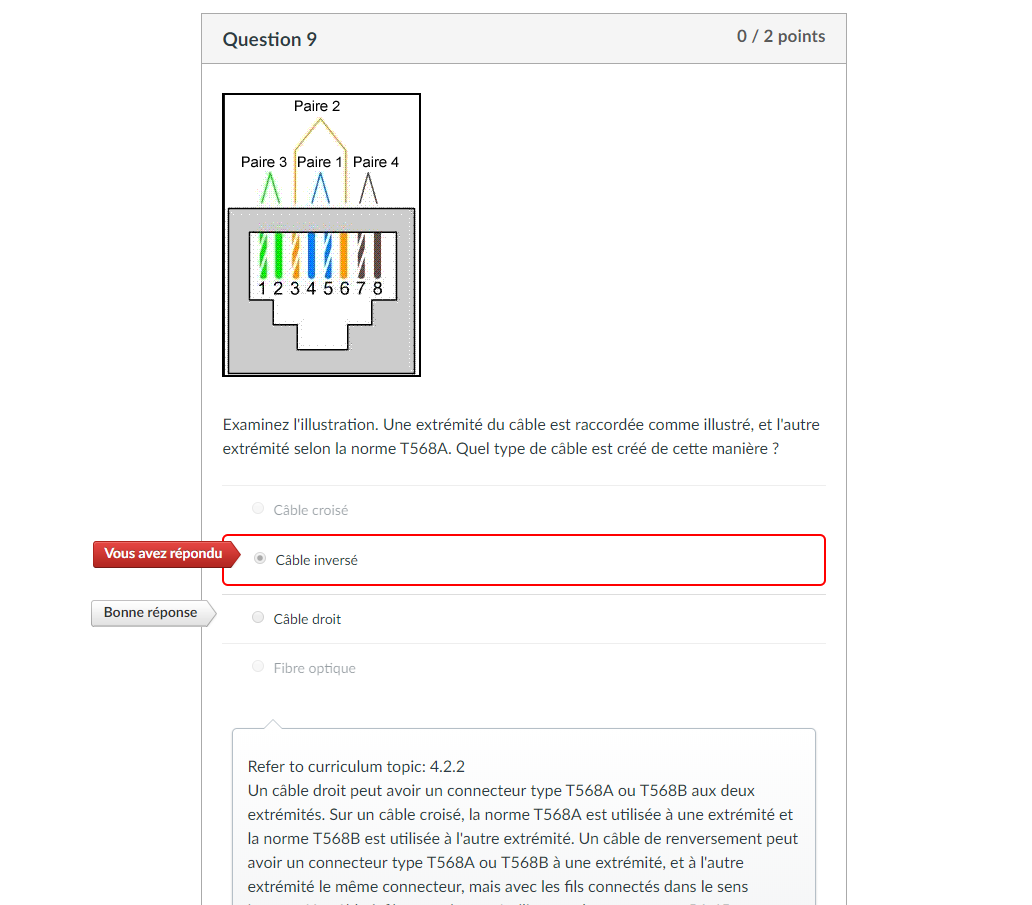 Question 9
0 / 2 points
Paire 2
Paire 3 Paire 1 Paire 4
1 2 3 4 5 6 7 8
Examinez l'illustration. Une extrémité du câble est raccordée comme illustré, et l'autre
extrémité selon la norme T568A. Quel type de câble est créé de cette manière ?
Câble croisé
Vous avez répondu
Câble inversé
Bonne réponse
Câble droit
Fibre optique
Refer to curriculum topic: 4.2.2
Un câble droit peut avoir un connecteur type T568A ou T568B aux deux
extrémités. Sur un câble croisé, la norme T568A est utilisée à une extrémité et
la norme T568B est utilisée à l'autre extrémité. Un câble de renversement peut
avoir un connecteur type T568A ou T568B à une extrémité, et à l'autre
extrémité le même connecteur, mais avec les fils connectés dans le sens